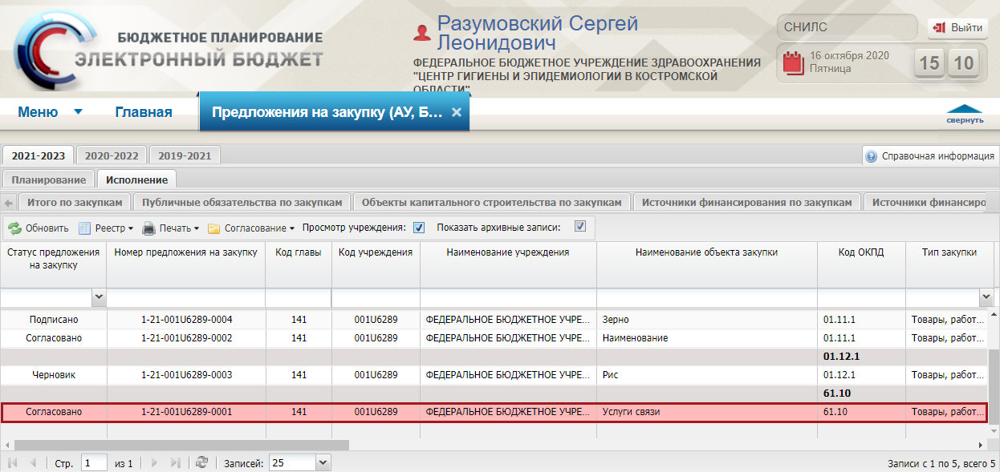 БЮДЖЕТНОЕ ПЛАНИРОВАНИЕ
ЭЛЕКТРОННЫЙ БЮДЖЕТ
Разумовский Сергей
Леонидович
ФЕДЕРАЛЬНОЕ БЮДЖЕТНОЕ УЧРЕЖДЕНИЕ ЗДРАВООХРАНЕНИЯ
"ЦЕНТР ГИГИЕНЫ И ЭПИДЕМИОЛОГИИ В КОСТРОМСКОЙ
ОБЛАСТИ"
СНИЛС Выйти
16 октября 2020
Пятница
15 10
Меню Главная Предложения на закупку (АУ, Б...
свернуть
2021-2023 2020-2022 2019-2021 Справочная информация
Планирование Исполнение
Итого по закупкам Публичные обязательства по закупкам Объекты капитального строительства по закупкам Источники финансирования по закупкам Источники финансиро
Обновить Реестр Печать Согласование Просмотр учреждения: Показать архивные записи:
Статус предложения на закупку Номер предложения на закупку Код главы Код учреждения Наименование учреждения Наименование объекта закупки Код ОКПД Тип закупки
Подписано 1-21-001U6289-0004 141 001U6289 ФЕДЕРАЛЬНОЕ БЮДЖЕТНОЕ УЧРЕ... Зерно 01.11.1 Товары, работ...
Согласовано 1-21-001U6289-0002 141 001U6289 ФЕДЕРАЛЬНОЕ БЮДЖЕТНОЕ УЧРЕ... Наименование 01.11.1 Товары, работ...
01.12.1
Черновик 1-21-001U6289-0003 141 001U6289 ФЕДЕРАЛЬНОЕ БЮДЖЕТНОЕ УЧРЕ... Рис 01.12.1 Товары, работ...
61.10
Согласовано 1-21-001U6289-0001 141 001U6289 ФЕДЕРАЛЬНОЕ БЮДЖЕТНОЕ УЧРЕ... Услуги связи 61.10 Товары, работ...
Стр. 1 из 1 Записей: 25 Записи с 1 по 5, всего 5